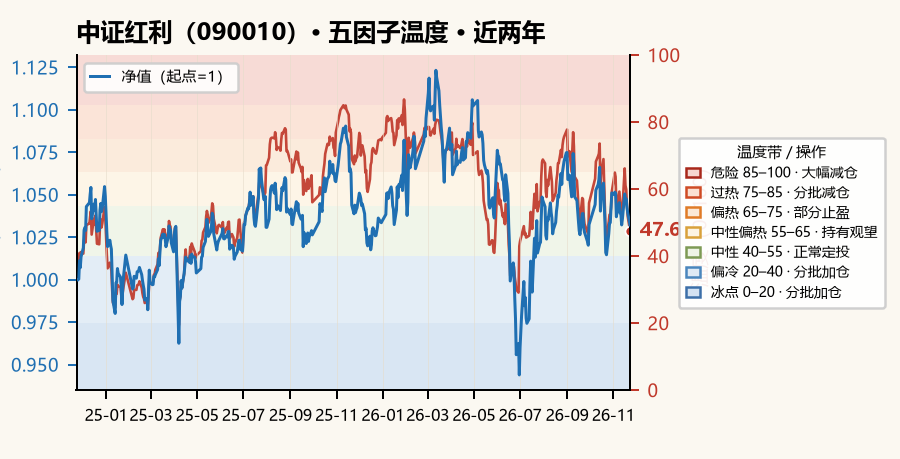 中证红利（090010）• 五因子温度 • 近两年
净值（起点=1）
1.125
1.100
1.075
1.050
1.025
1.000
0.975
0.950
100
80
60
47.6
40
20
0
25-01 25-03 25-05 25-07 25-09 25-11 26-01 26-03 26-05 26-07 26-09 26-11
温度带 / 操作
危险 85–100 · 大幅减仓
过热 75–85 · 分批减仓
偏热 65–75 · 部分止盈
中性偏热 55–65 · 持有观望
中性 40–55 · 正常定投
偏冷 20–40 · 分批加仓
冰点 0–20 · 分批加仓